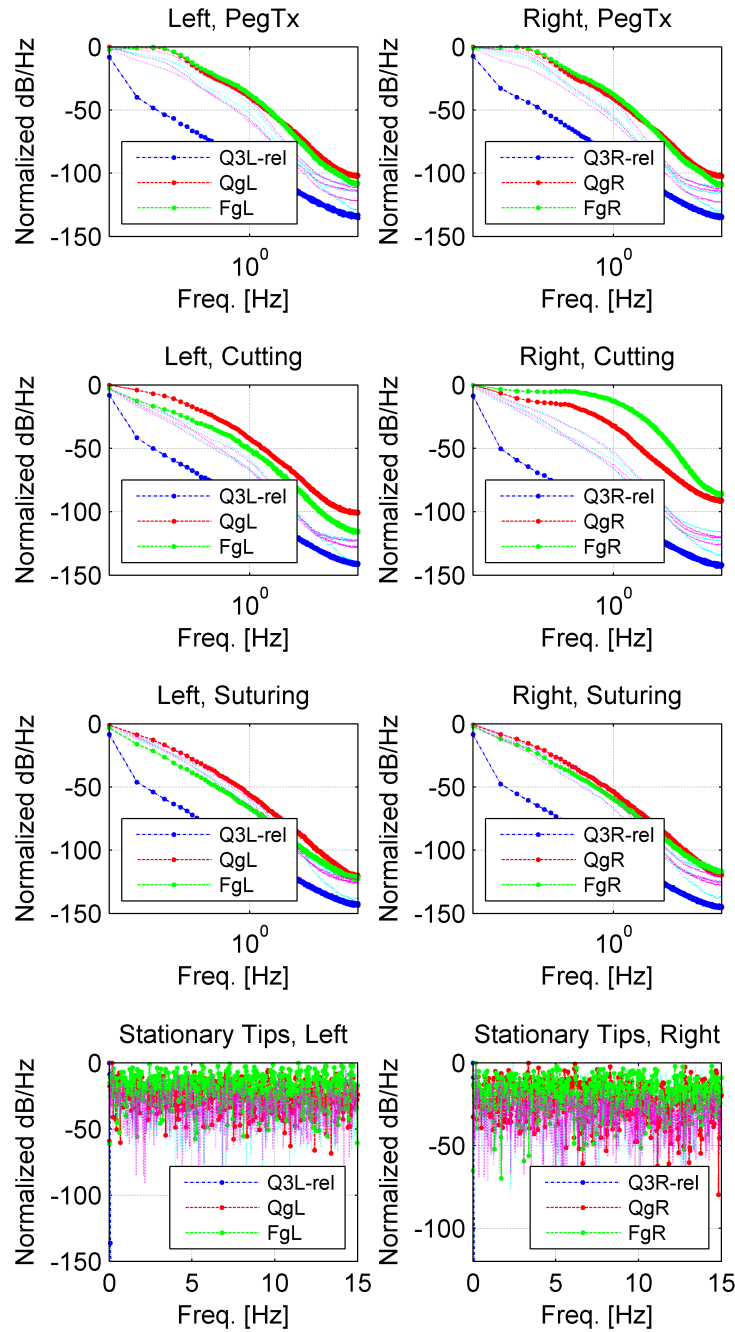 Left, PegTx
Normalized dB/Hz
0
-50
-100
-150
Q3L-rel
QgL
FgL
10^0
Freq. [Hz]
Right, PegTx
Normalized dB/Hz
0
-50
-100
-150
Q3R-rel
QgR
FgR
10^0
Freq. [Hz]
Left, Cutting
Normalized dB/Hz
0
-50
-100
-150
Q3L-rel
QgL
FgL
10^0
Freq. [Hz]
Right, Cutting
Normalized dB/Hz
0
-50
-100
-150
Q3R-rel
QgR
FgR
10^0
Freq. [Hz]
Left, Suturing
Normalized dB/Hz
0
-50
-100
-150
Q3L-rel
QgL
FgL
10^0
Freq. [Hz]
Right, Suturing
Normalized dB/Hz
0
-50
-100
-150
Q3R-rel
QgR
FgR
10^0
Freq. [Hz]
Stationary Tips, Left
Normalized dB/Hz
0
-50
-100
-150
Q3L-rel
QgL
FgL
0 5 10 15
Freq. [Hz]
Stationary Tips, Right
Normalized dB/Hz
0
-50
-100
Q3R-rel
QgR
FgR
0 5 10 15
Freq. [Hz]